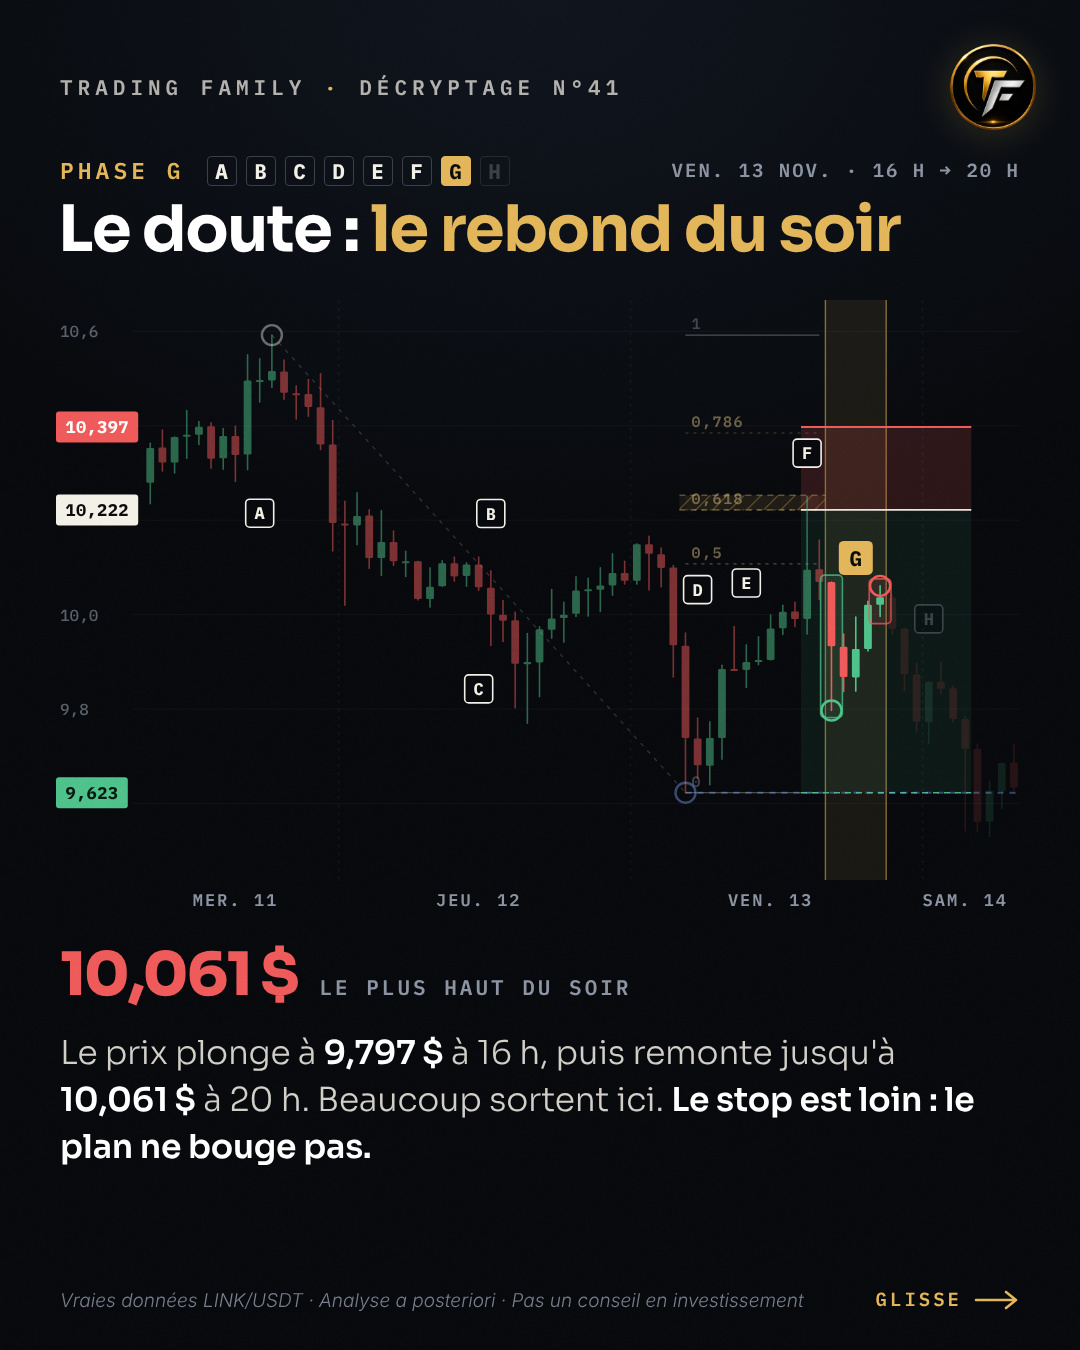 TRADING FAMILY · DÉCRYPTAGE N°41
TF
PHASE G A B C D E F G H
VEN. 13 NOV. · 16 H → 20 H
Le doute : le rebond du soir
10,6
10,397
10,222
10,0
9,8
9,623
1
0,786
0,618
0,5
0
A
B
C
D
E
F
G
H
MER. 11
JEU. 12
VEN. 13
SAM. 14
10,061 $ LE PLUS HAUT DU SOIR
Le prix plonge à 9,797 $ à 16 h, puis remonte jusqu'à
10,061 $ à 20 h. Beaucoup sortent ici. Le stop est loin : le
plan ne bouge pas.
Vraies données LINK/USDT · Analyse a posteriori · Pas un conseil en investissement
GLISSE →